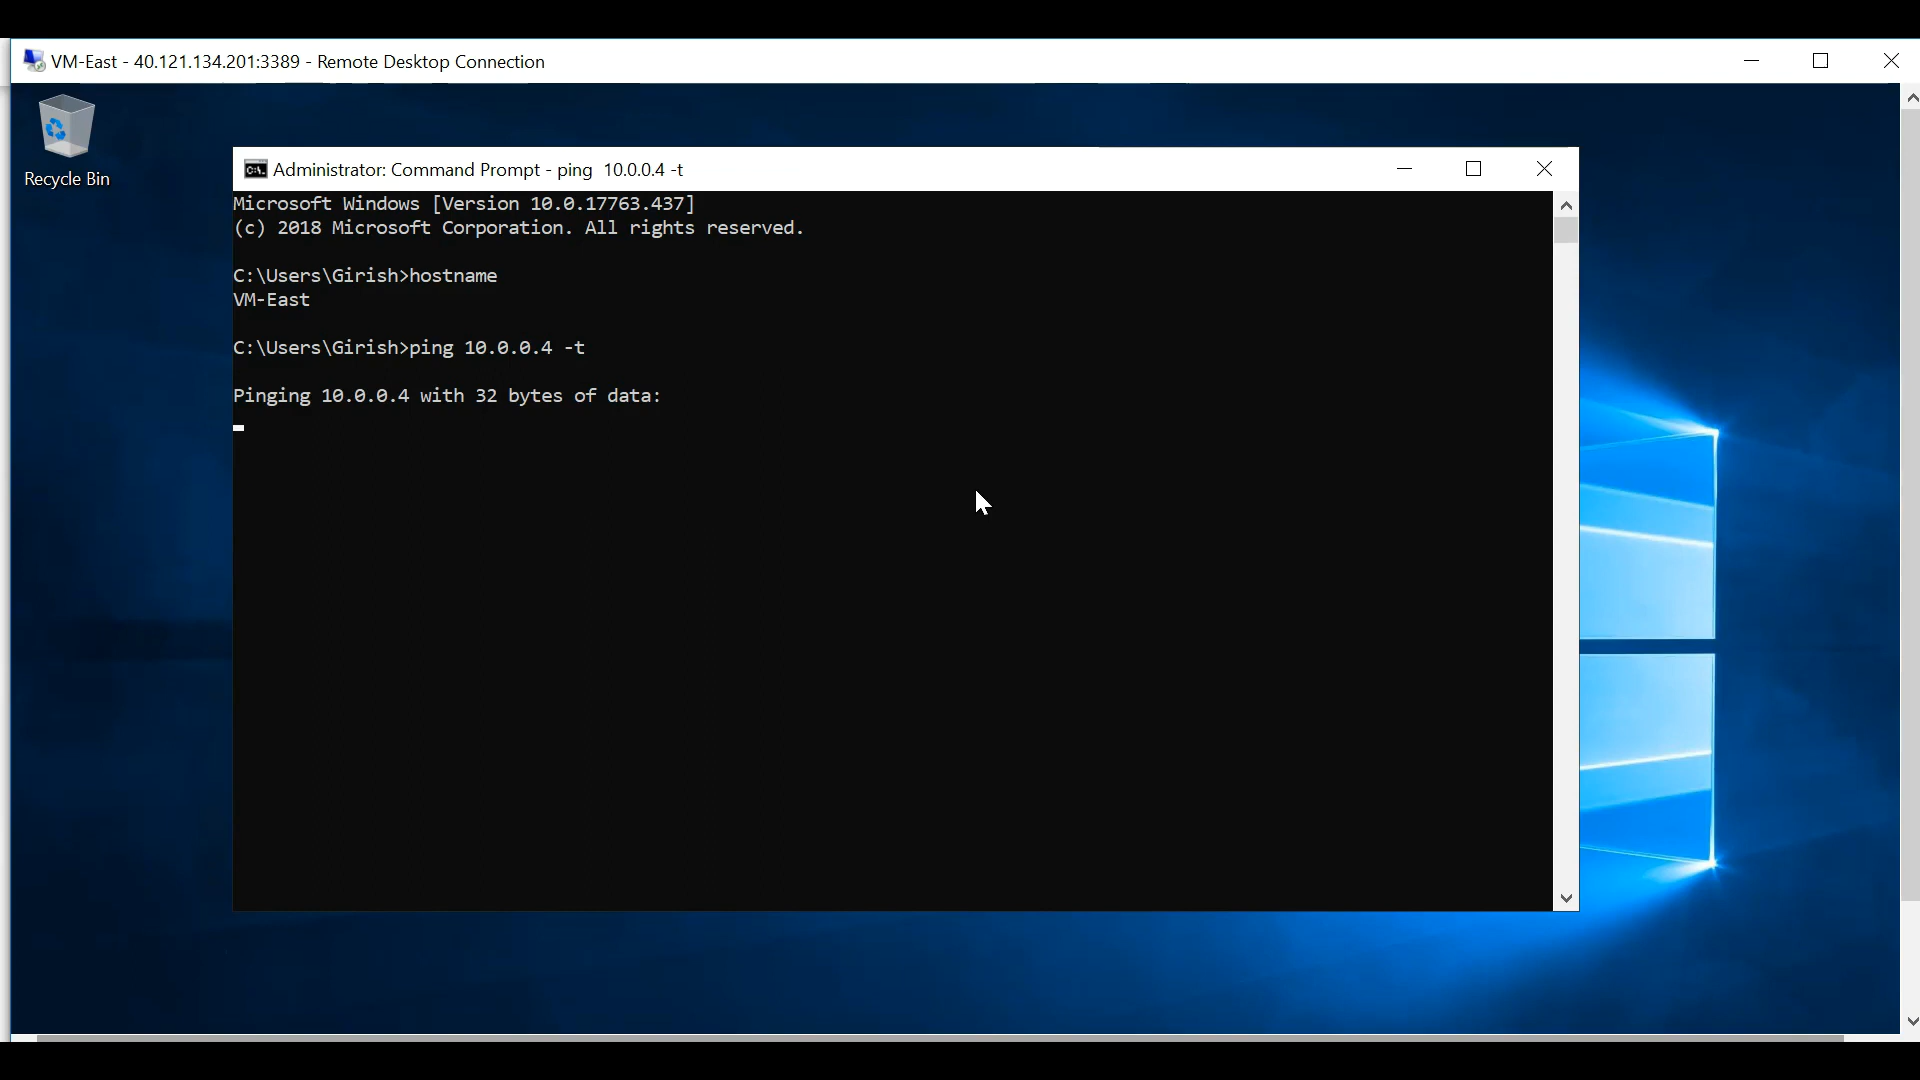 VM-East - 40.121.134.201:3389 - Remote Desktop Connection
Recycle Bin
Administrator: Command Prompt - ping  10.0.0.4 -t
Microsoft Windows [Version 10.0.17763.437]
(c) 2018 Microsoft Corporation. All rights reserved.
C:\Users\Girish>hostname
VM-East
C:\Users\Girish>ping 10.0.0.4 -t
Pinging 10.0.0.4 with 32 bytes of data: